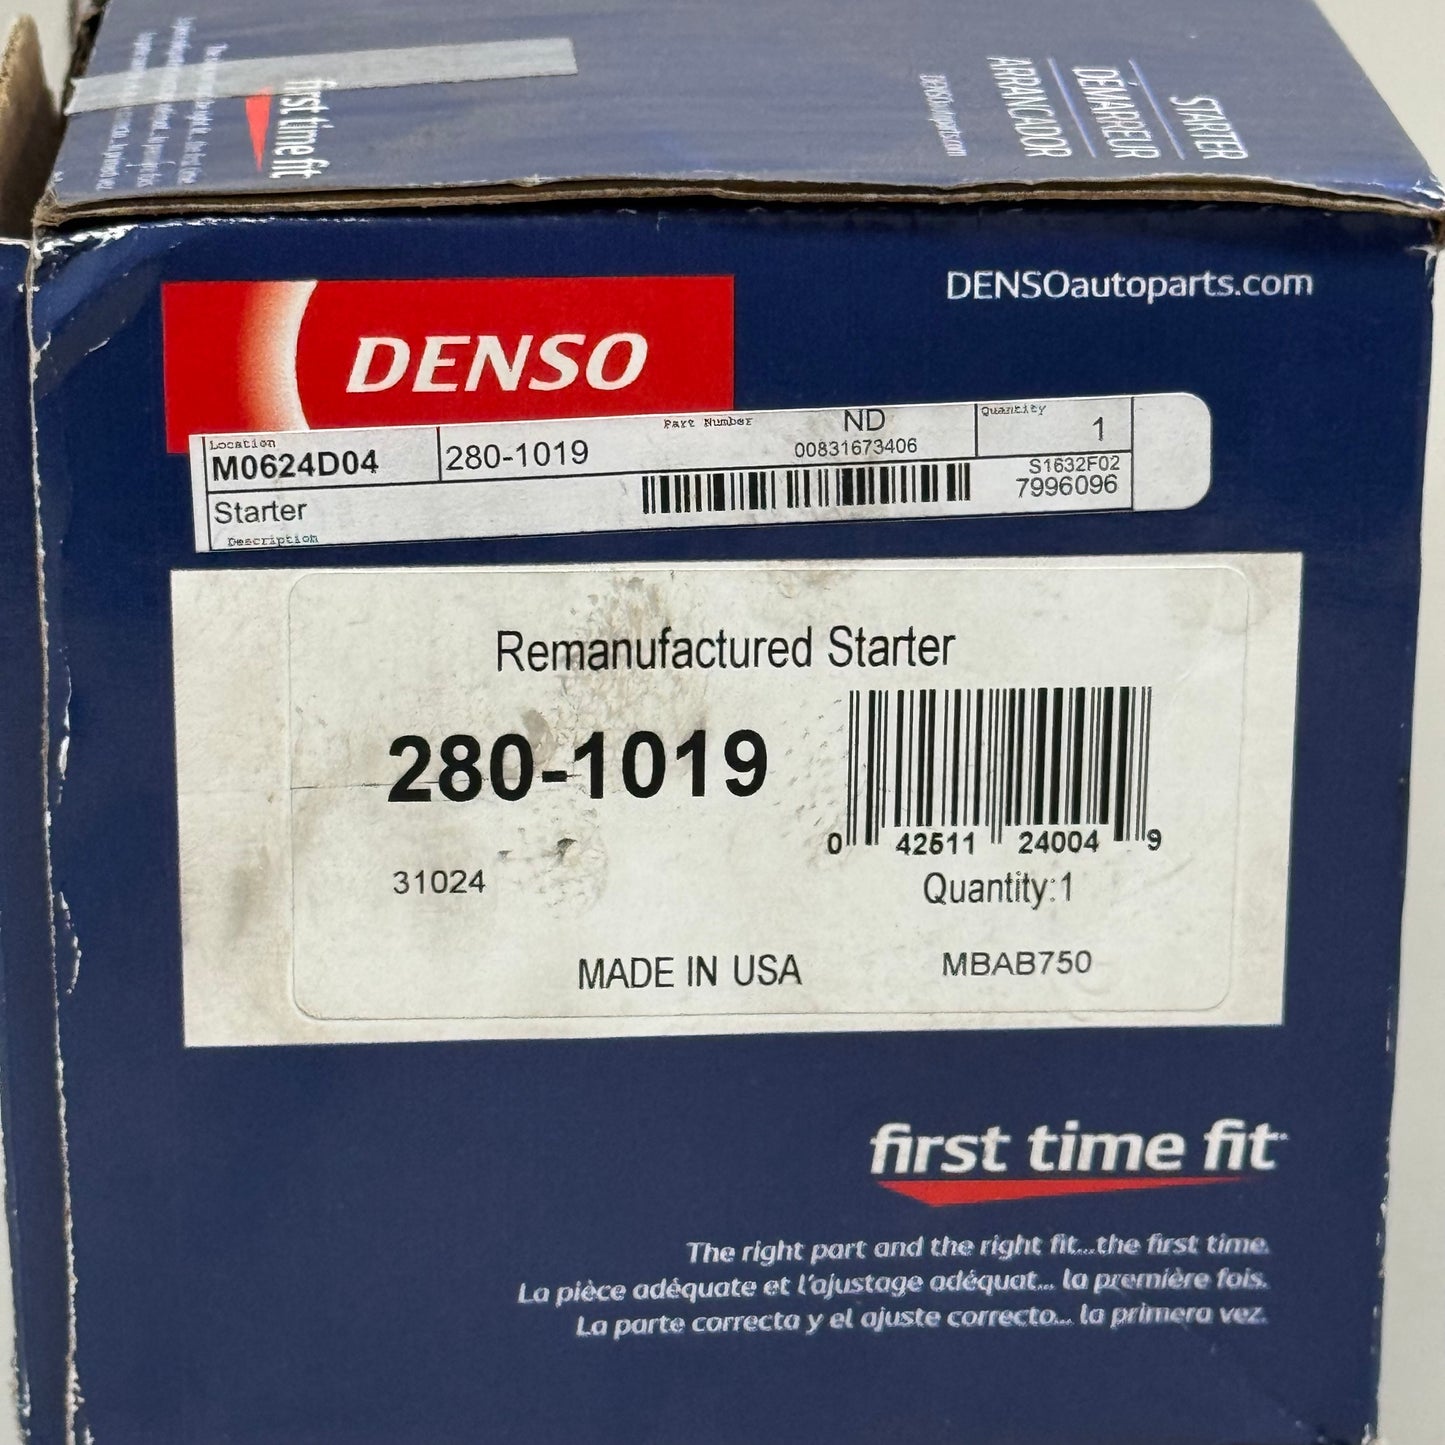 STARTER
DÉMARREUR
ARRANCADOR
DENSOautoparts.com
first time fit
DENSOautoparts.com
DENSO
Location
M0624D04
280-1019
Part Number
ND
00831673406
Quantity
1
Starter
Description
S1632F02
7996096
Remanufactured Starter
280-1019
0 42511 24004 9
31024
Quantity:1
MADE IN USA
MBAB750
first time fit
The right part and the right fit...the first time.
La pièce adéquate et l'ajustage adéquat... la première fois.
La parte correcta y el ajuste correcto... la primera vez.